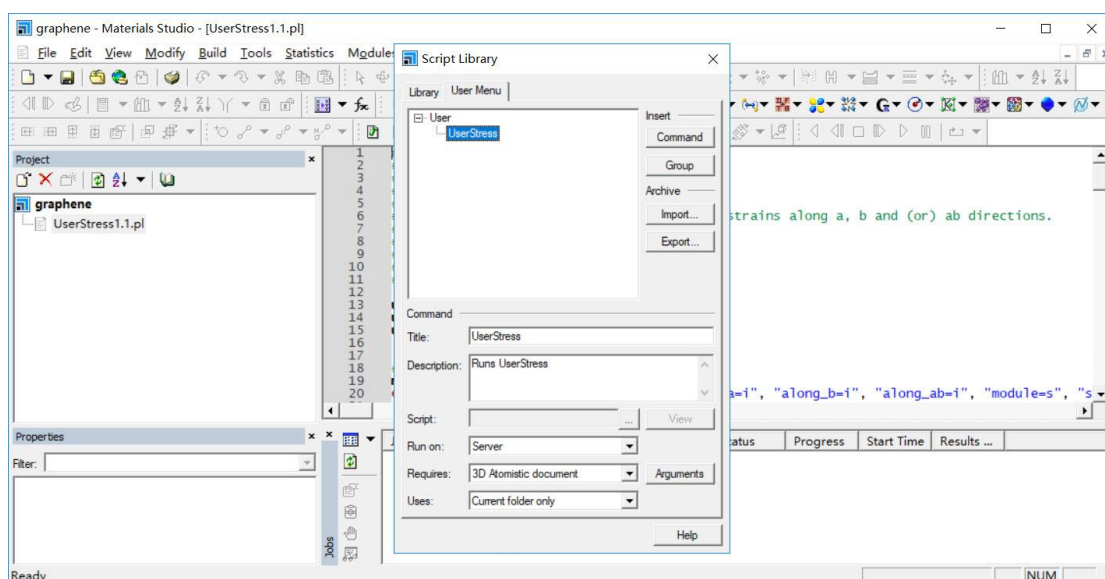 graphene - Materials Studio - [UserStress1.1.pl]
File Edit View Modify Build Tools Statistics Modules
Project
graphene
UserStress1.1.pl
1
2
3
4
5
6
7
8
9
10
11
12
13
14
15
16
17
18
19
20
strains along a, b and (or) ab directions.
a=i", "along_b=i", "along_ab=i", "module=s", "s
Script Library
Library User Menu
User
UserStress
Insert
Command
Group
Archive
Import...
Export...
Command
Title: UserStress
Description: Runs UserStress
Script: ... View
Run on: Server
Requires: 3D Atomistic document Arguments
Uses: Current folder only
Help
Properties
Filter:
Jobs
Progress Start Time Results ...
Ready
NUM